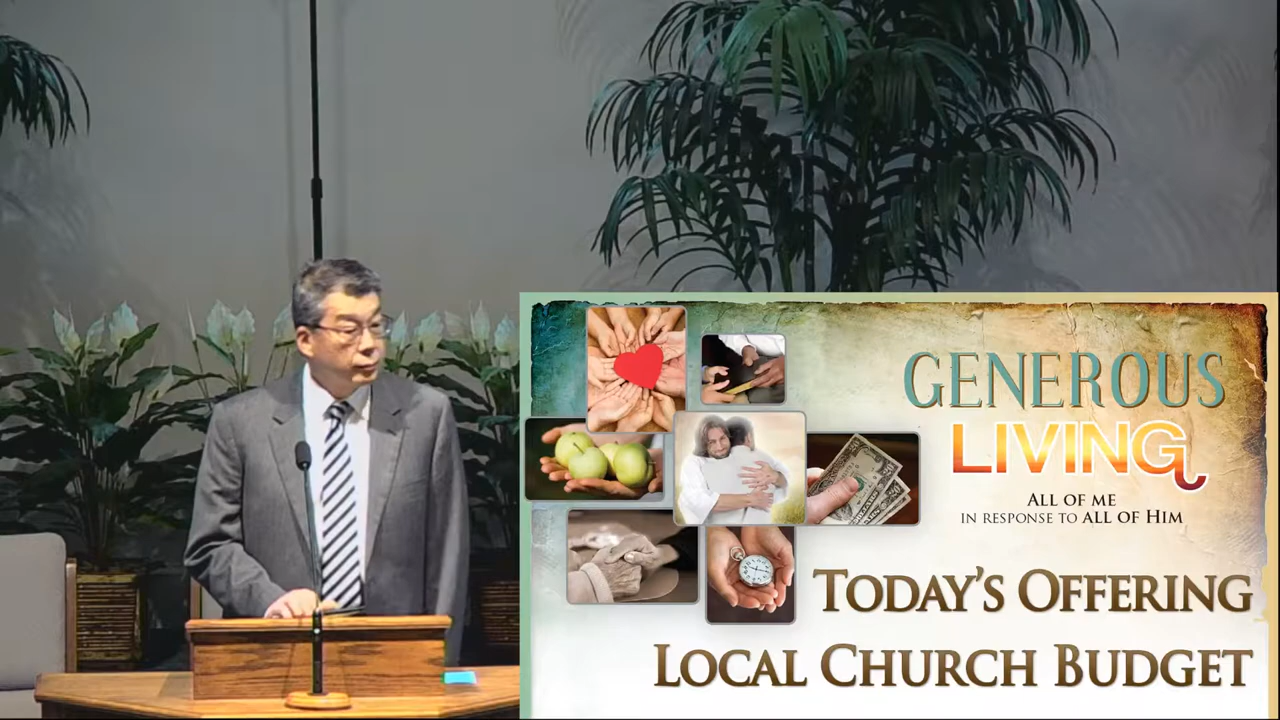 GENEROUS
LIVING
ALL OF ME
IN RESPONSE TO ALL OF HIM
TODAY'S OFFERING
LOCAL CHURCH BUDGET